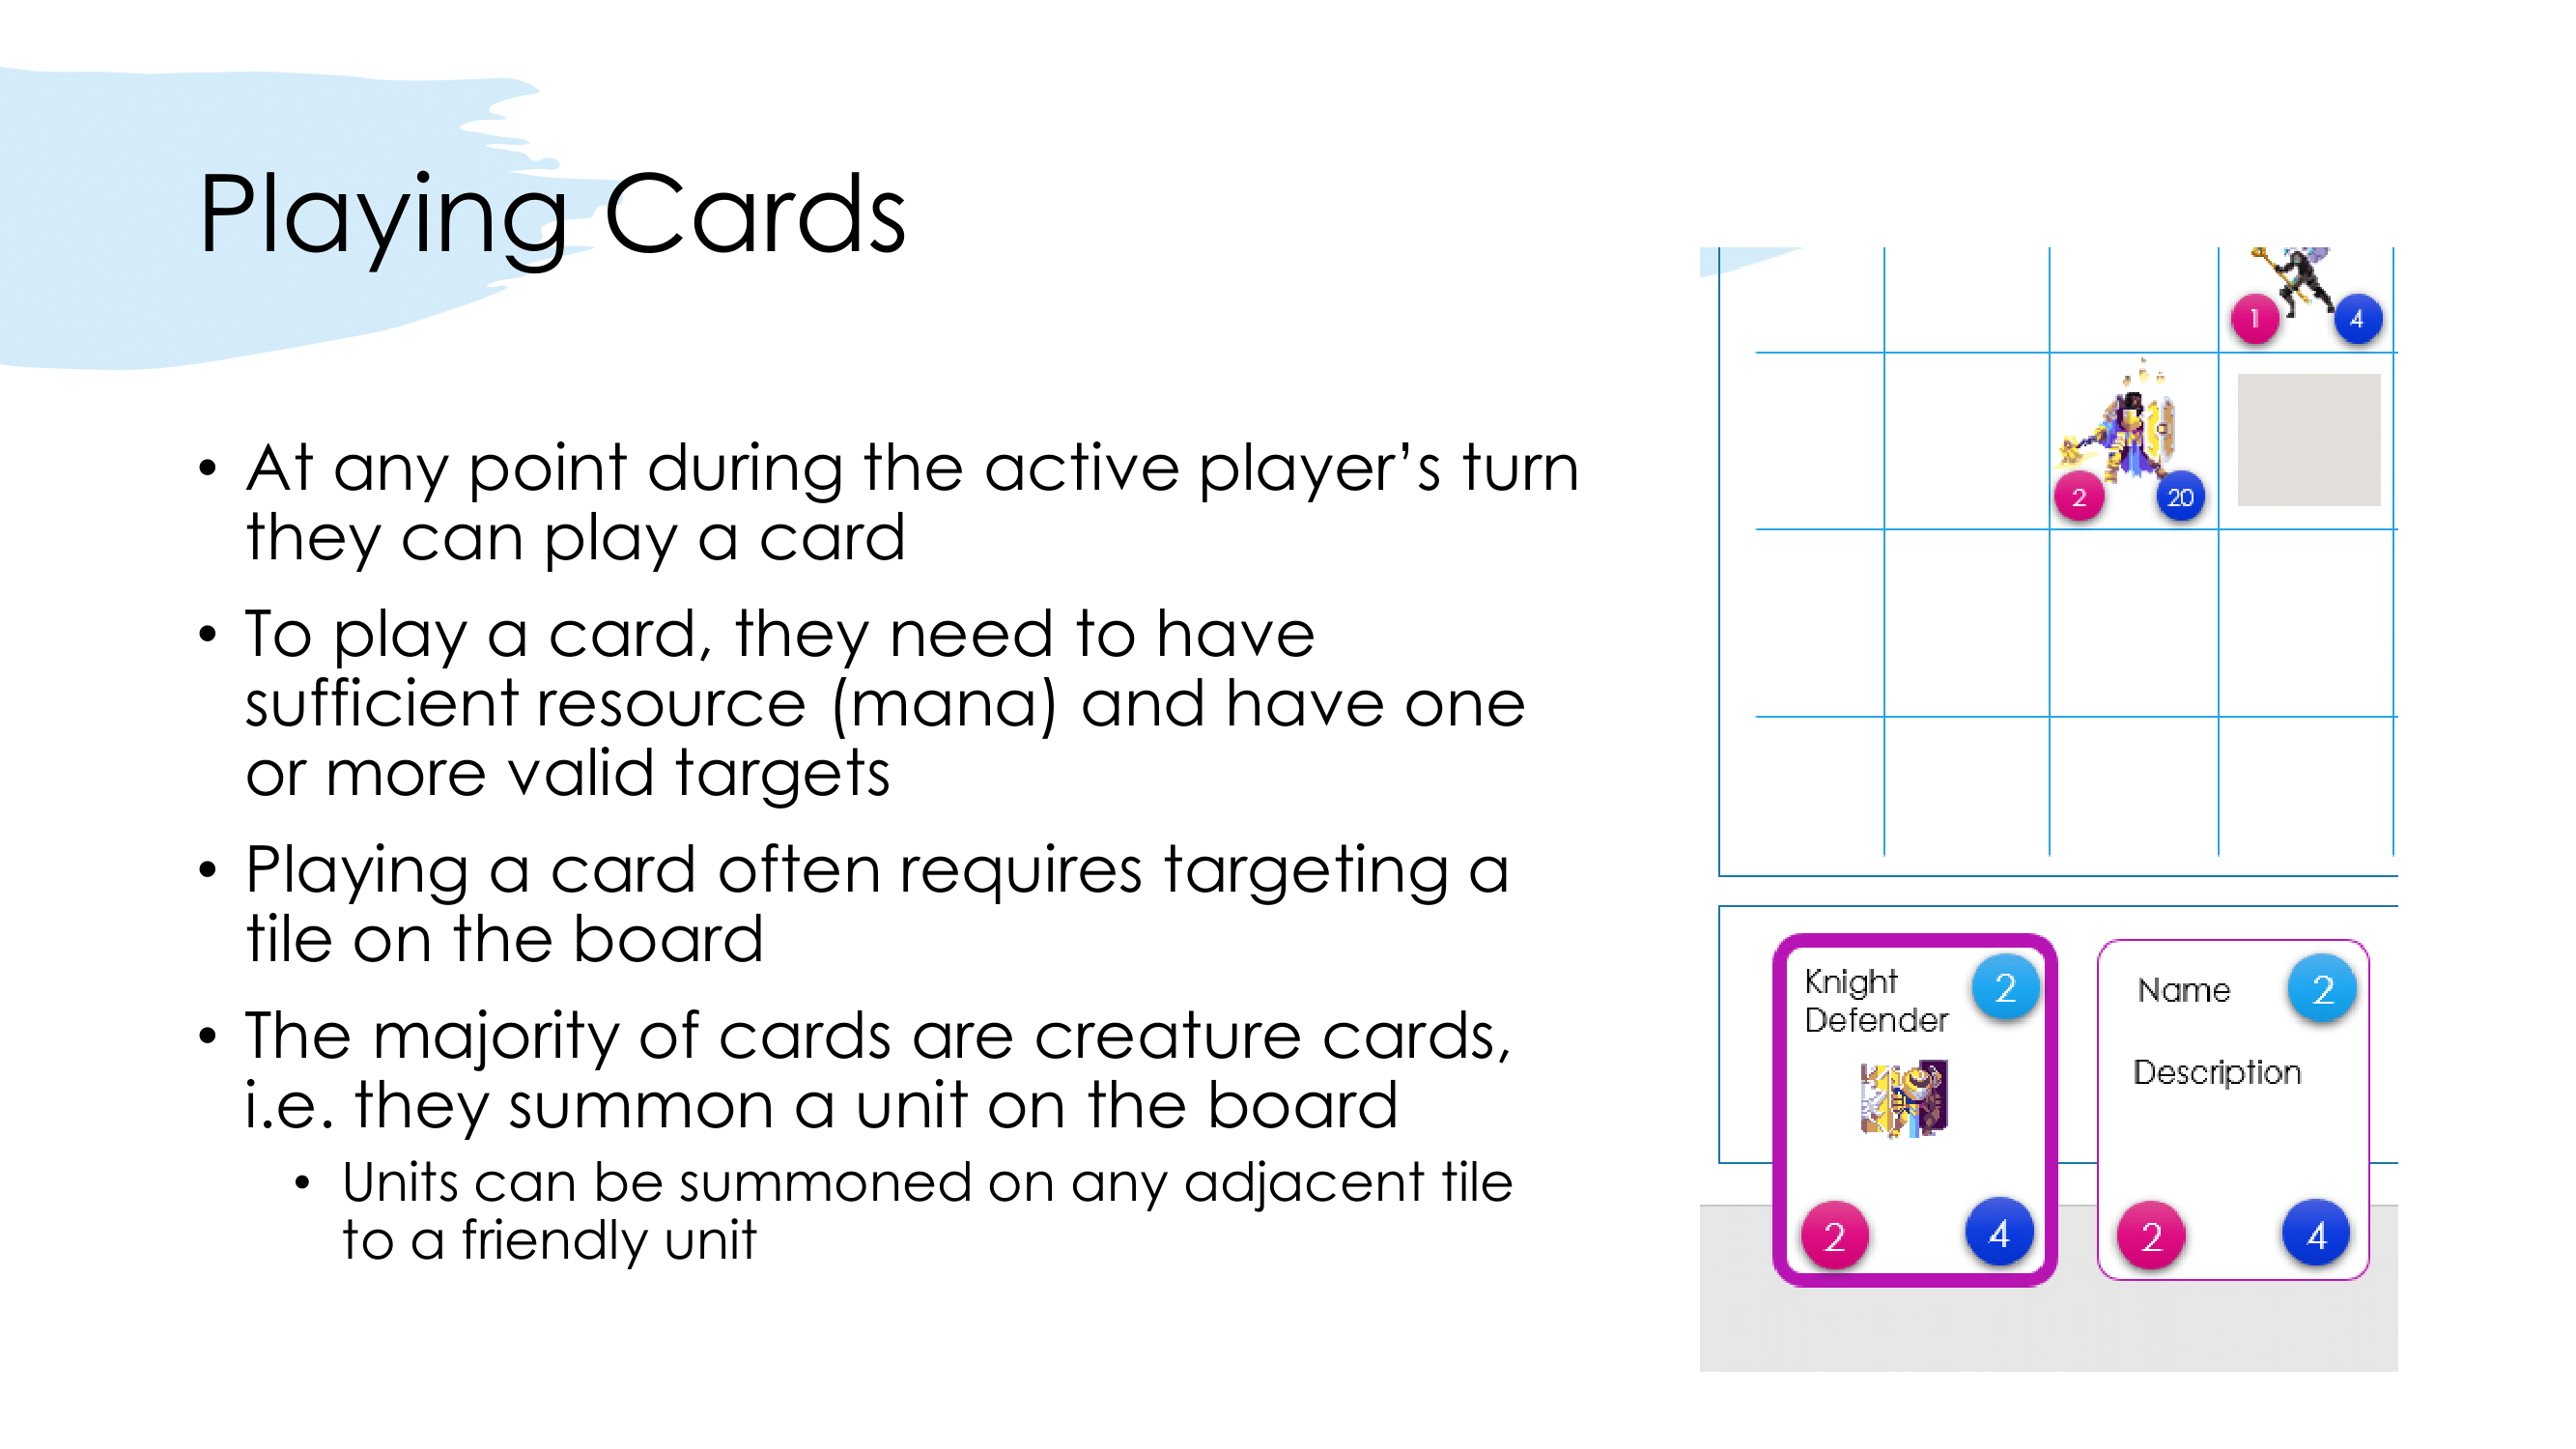 Playing Cards
• At any point during the active player’s turn
they can play a card
• To play a card, they need to have
sufficient resource (mana) and have one
or more valid targets
• Playing a card often requires targeting a
tile on the board
• The majority of cards are creature cards,
i.e. they summon a unit on the board
• Units can be summoned on any adjacent tile
to a friendly unit
1 4
2 20
Knight 2
Defender
2 4
Name 2
Description
2 4